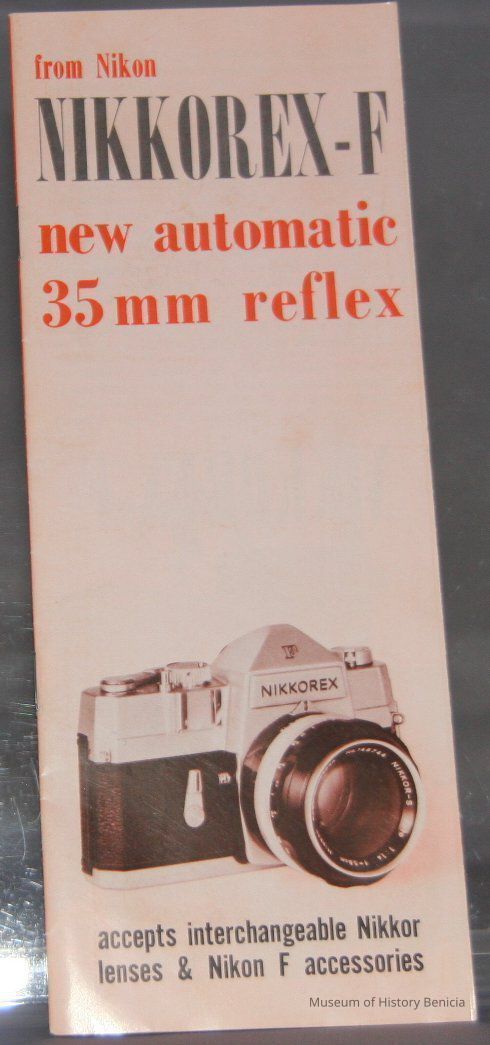 from Nikon
NIKKOREX-F
new automatic
35mm reflex
F
NIKKOREX
NIKKOR-S
accepts interchangeable Nikkor
lenses & Nikon F accessories
Museum of History Benicia